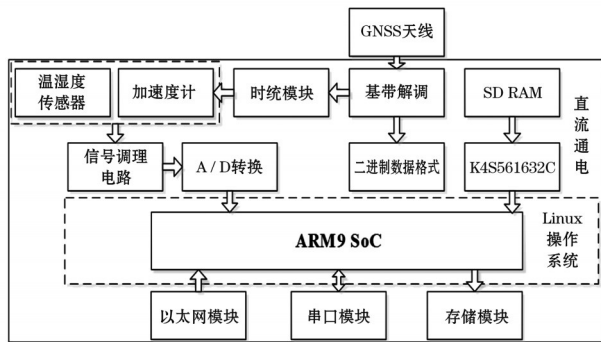 GNSS天线
温湿度
传感器
加速度计
时统模块
基带解调
SD RAM
直流通电
信号调理
电路
A/D转换
二进制数据格式
K4S561632C
ARM9 SoC
Linux
操作
系统
以太网模块
串口模块
存储模块